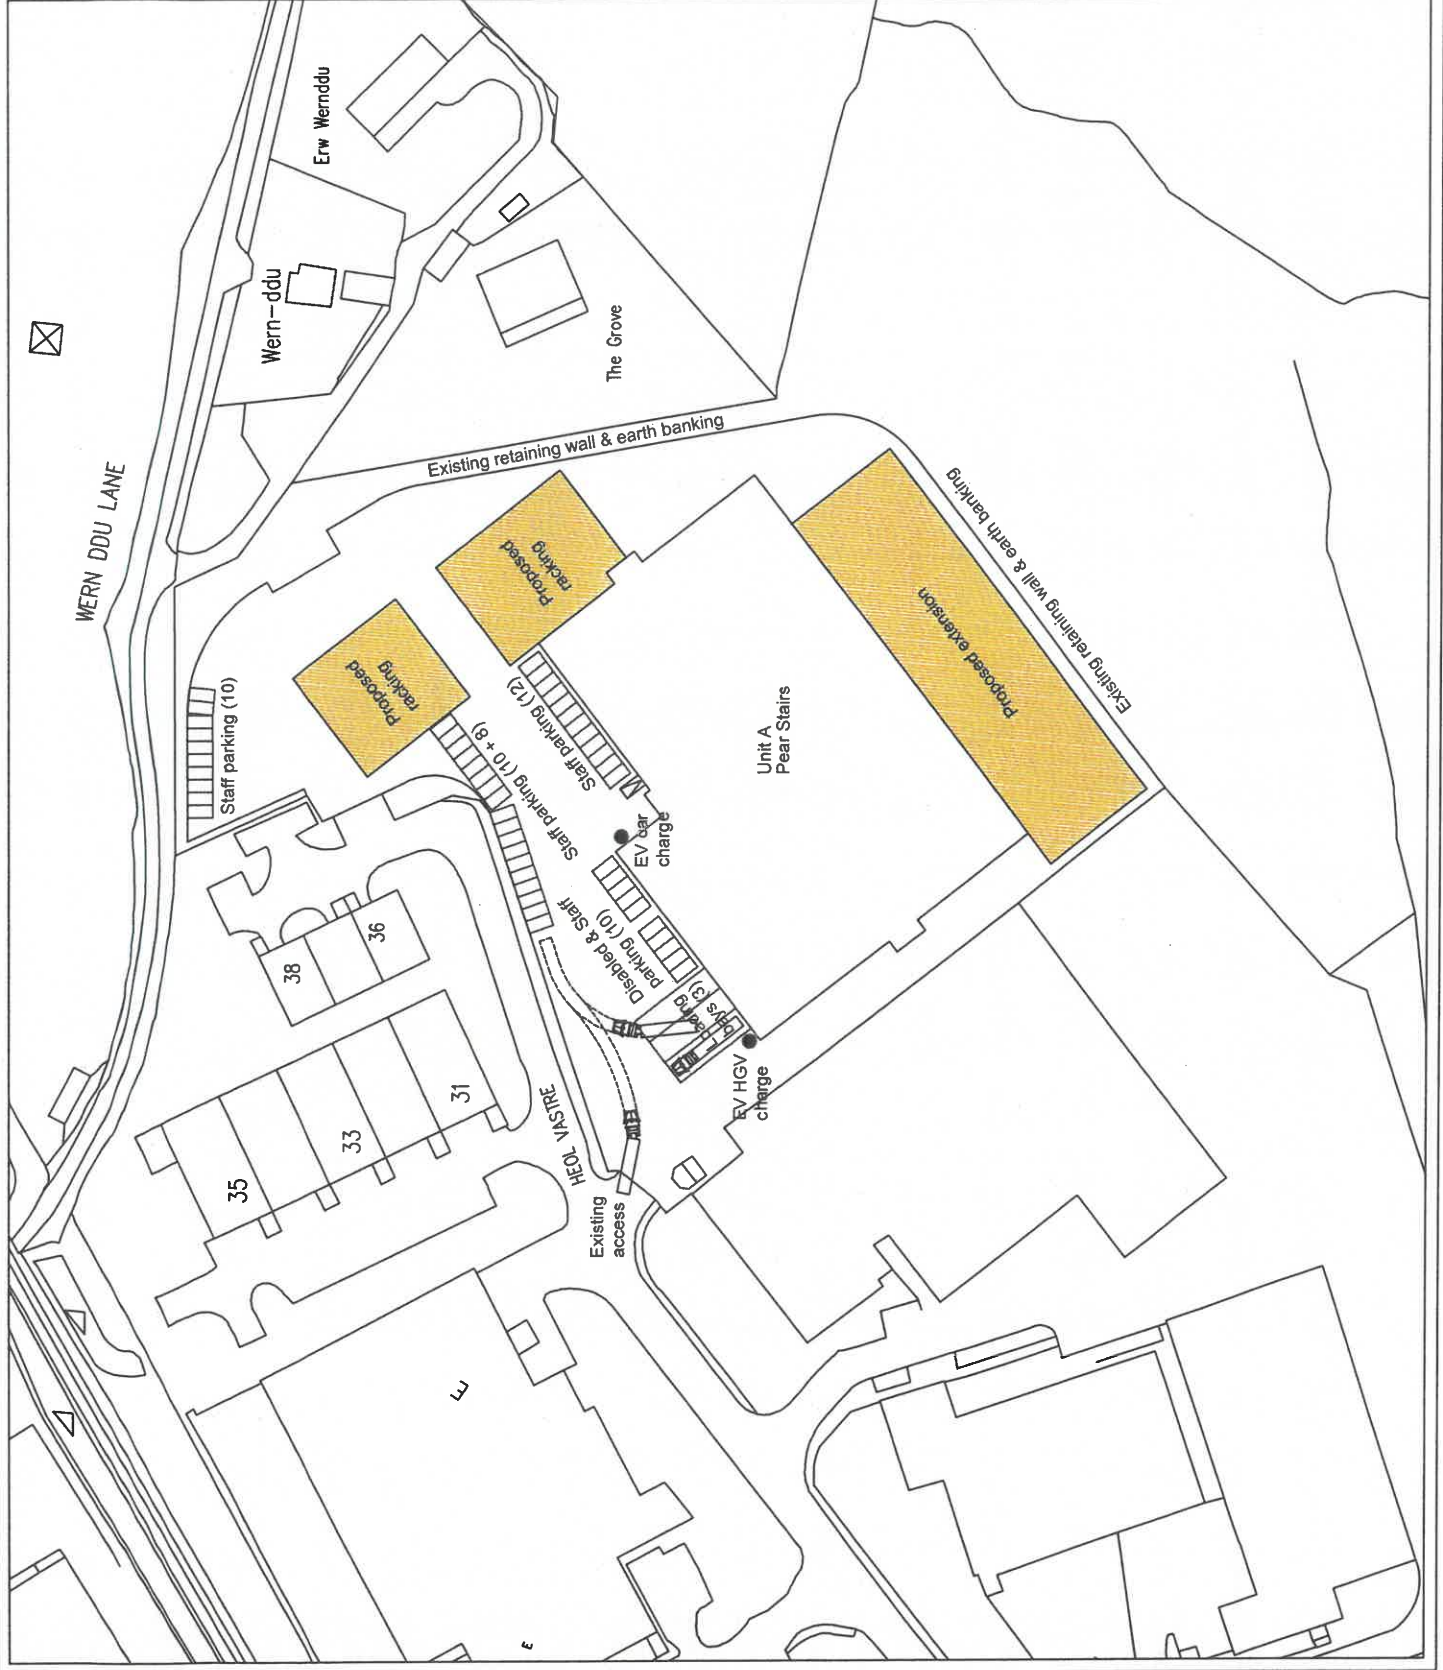 Erw Wernddu
Wern-ddu
The Grove
WERN DDU LANE
Existing retaining wall & earth banking
Proposed
racking
Proposed
racking
Staff parking (10)
Staff parking (12)
Staff parking (10 + 8)
Existing retaining wall & earth banking
Proposed extension
Unit A
Pear Stairs
EV car
charge
Disabled & Staff
parking (10)
Loading
bays (3)
EV HGV
charge
38
36
31
33
35
HEOL VASTRE
Existing
access
E
E